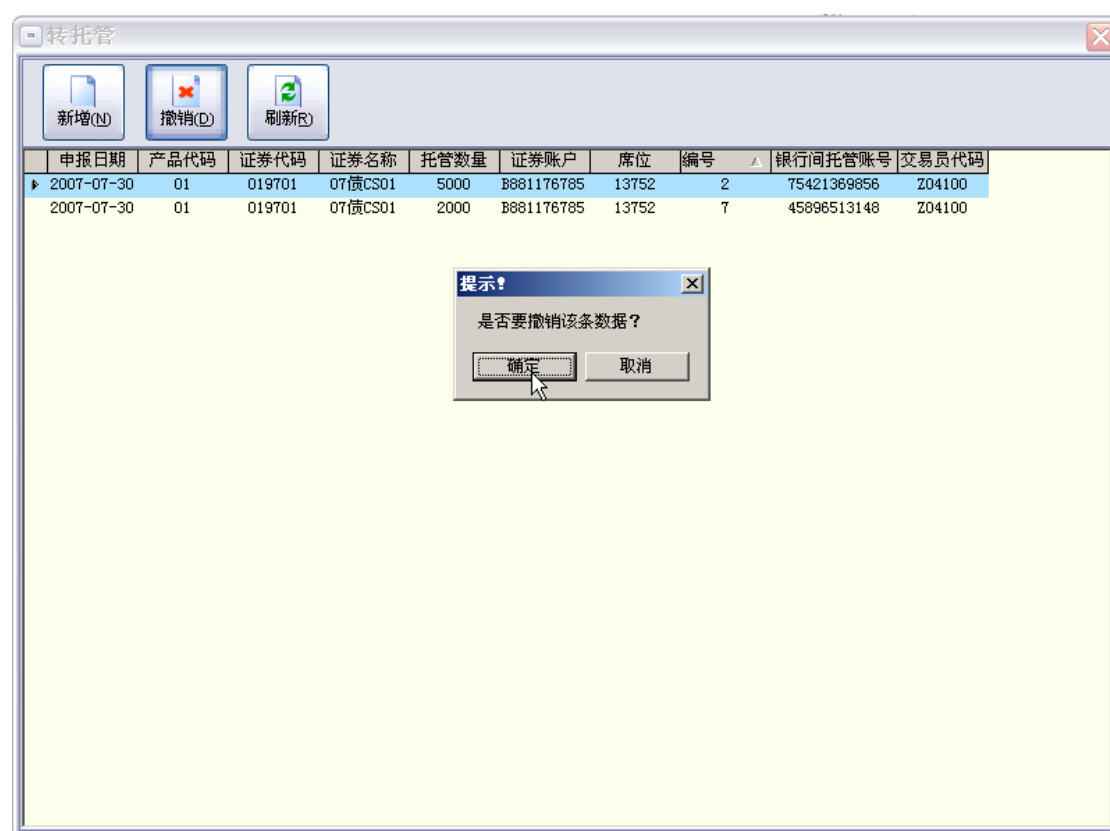 转托管
新增(N) 撤销(D) 刷新R)
申报日期 产品代码 证券代码 证券名称 托管数量 证券账户 席位 编号 银行间托管账号 交易员代码
2007-07-30 01 019701 07债CS01 5000 B881176785 13752 2 75421369856 Z04100
2007-07-30 01 019701 07债CS01 2000 B881176785 13752 7 45896513148 Z04100
提示!
是否要撤销该条数据?
确定 取消